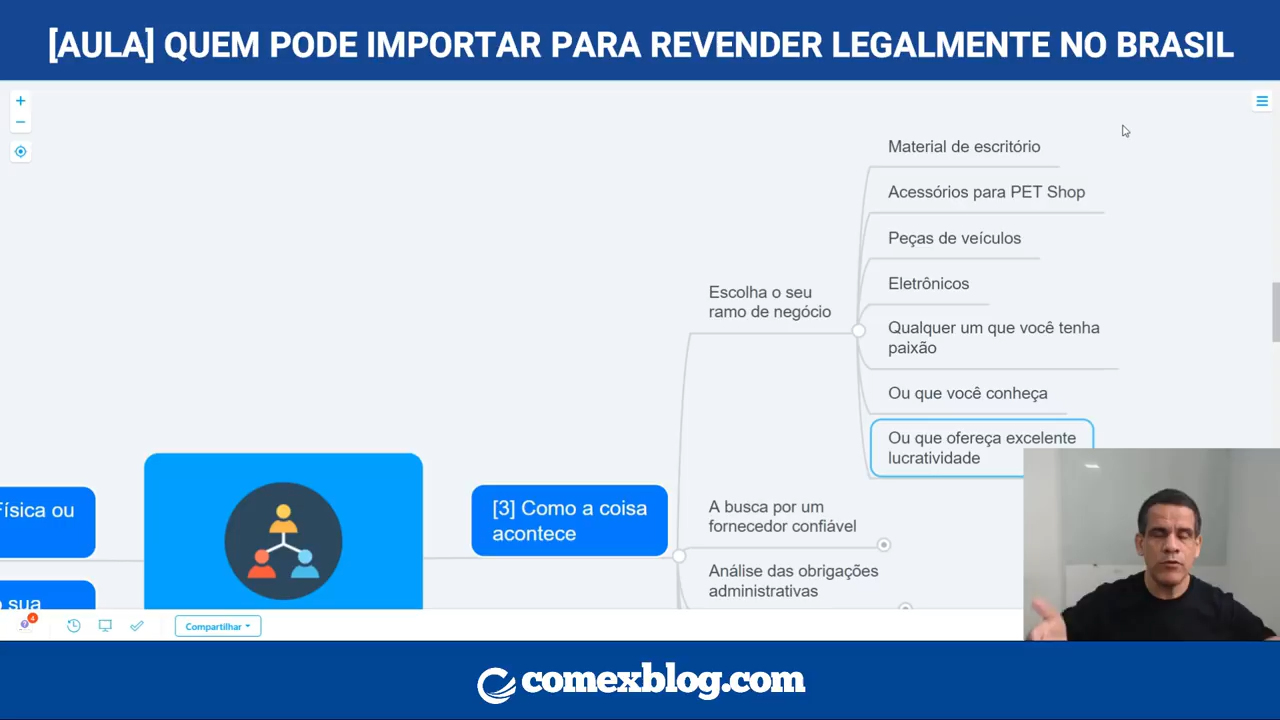 [AULA] QUEM PODE IMPORTAR PARA REVENDER LEGALMENTE NO BRASIL
Material de escritório
Acessórios para PET Shop
Peças de veículos
Eletrônicos
Escolha o seu
ramo de negócio
Qualquer um que você tenha
paixão
Ou que você conheça
Ou que ofereça excelente
lucratividade
Física ou
[3] Como a coisa
acontece
A busca por um
fornecedor confiável
Análise das obrigações
administrativas
sua
4
Compartilhar
comexblog.com